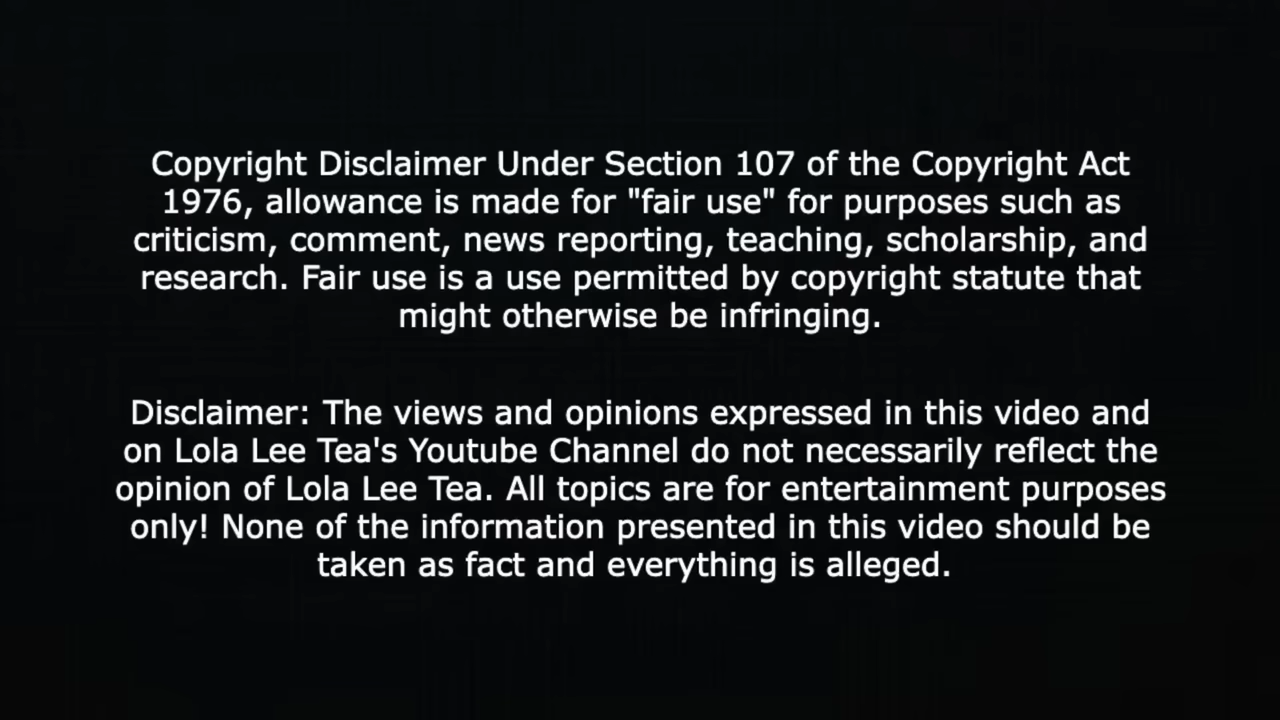 Copyright Disclaimer Under Section 107 of the Copyright Act
1976, allowance is made for "fair use" for purposes such as
criticism, comment, news reporting, teaching, scholarship, and
research. Fair use is a use permitted by copyright statute that
might otherwise be infringing.
Disclaimer: The views and opinions expressed in this video and
on Lola Lee Tea's Youtube Channel do not necessarily reflect the
opinion of Lola Lee Tea. All topics are for entertainment purposes
only! None of the information presented in this video should be
taken as fact and everything is alleged.